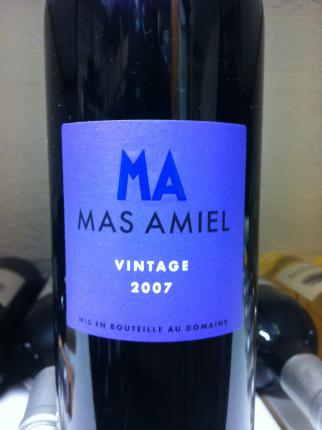 MA
MAS AMIEL
VINTAGE
2007
MIS EN BOUTEILLE AU DOMAINE